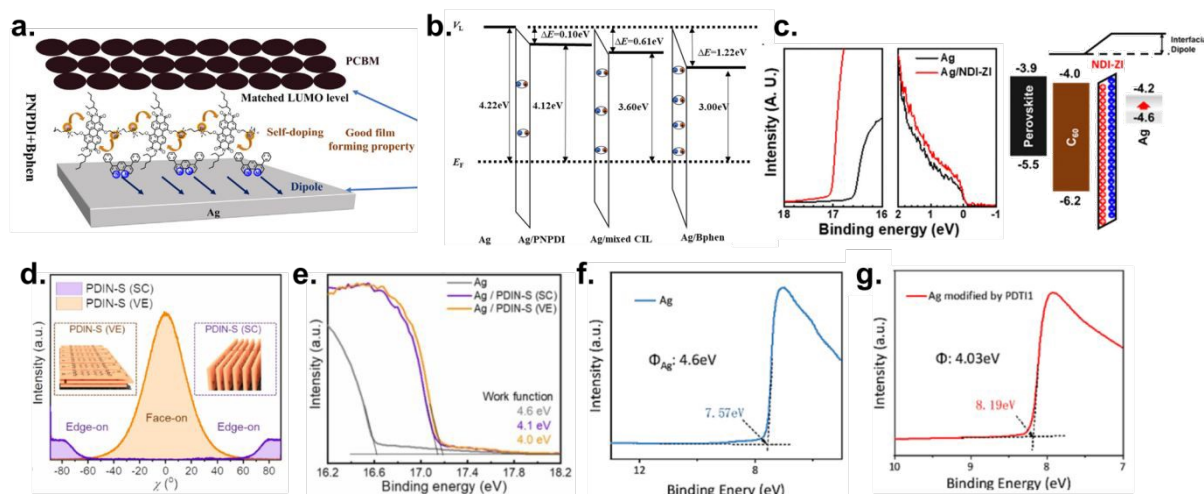 a.
PCBM
Matched LUMO level
PNPDI+Bphen
Self-doping
Good film
forming property
Dipole
Ag
b.
V_L
ΔE=0.10eV
ΔE=0.61eV
ΔE=1.22eV
4.22eV
4.12eV
3.60eV
3.00eV
E_F
Ag
Ag/PNPDI
Ag/mixed CIL
Ag/Bphen
c.
Intensity (A. U.)
Ag
Ag/NDI-ZI
18 17 16
2 1 0 -1
Binding energy (eV)
Interfacial
Dipole
NDI-ZI
-3.9
-4.0
-4.2
-4.6
Perovskite
C60
Ag
-5.5
-6.2
d.
PDIN-S (SC)
PDIN-S (VE)
PDIN-S (VE)
PDIN-S (SC)
Edge-on
Face-on
Edge-on
Intensity (a.u.)
-80 -40 0 40 80
χ (°)
e.
Ag
Ag / PDIN-S (SC)
Ag / PDIN-S (VE)
Work function
4.6 eV
4.1 eV
4.0 eV
Intensity (a.u.)
16.2 16.6 17.0 17.4 17.8 18.2
Binding energy (eV)
f.
Ag
Φ_Ag: 4.6eV
7.57eV
Intensity (a.u.)
12 8
Binding Enery (eV)
g.
Ag modified by PDTI1
Φ: 4.03eV
8.19eV
Intensity (a.u.)
10 9 8 7
Binding Energy (eV)